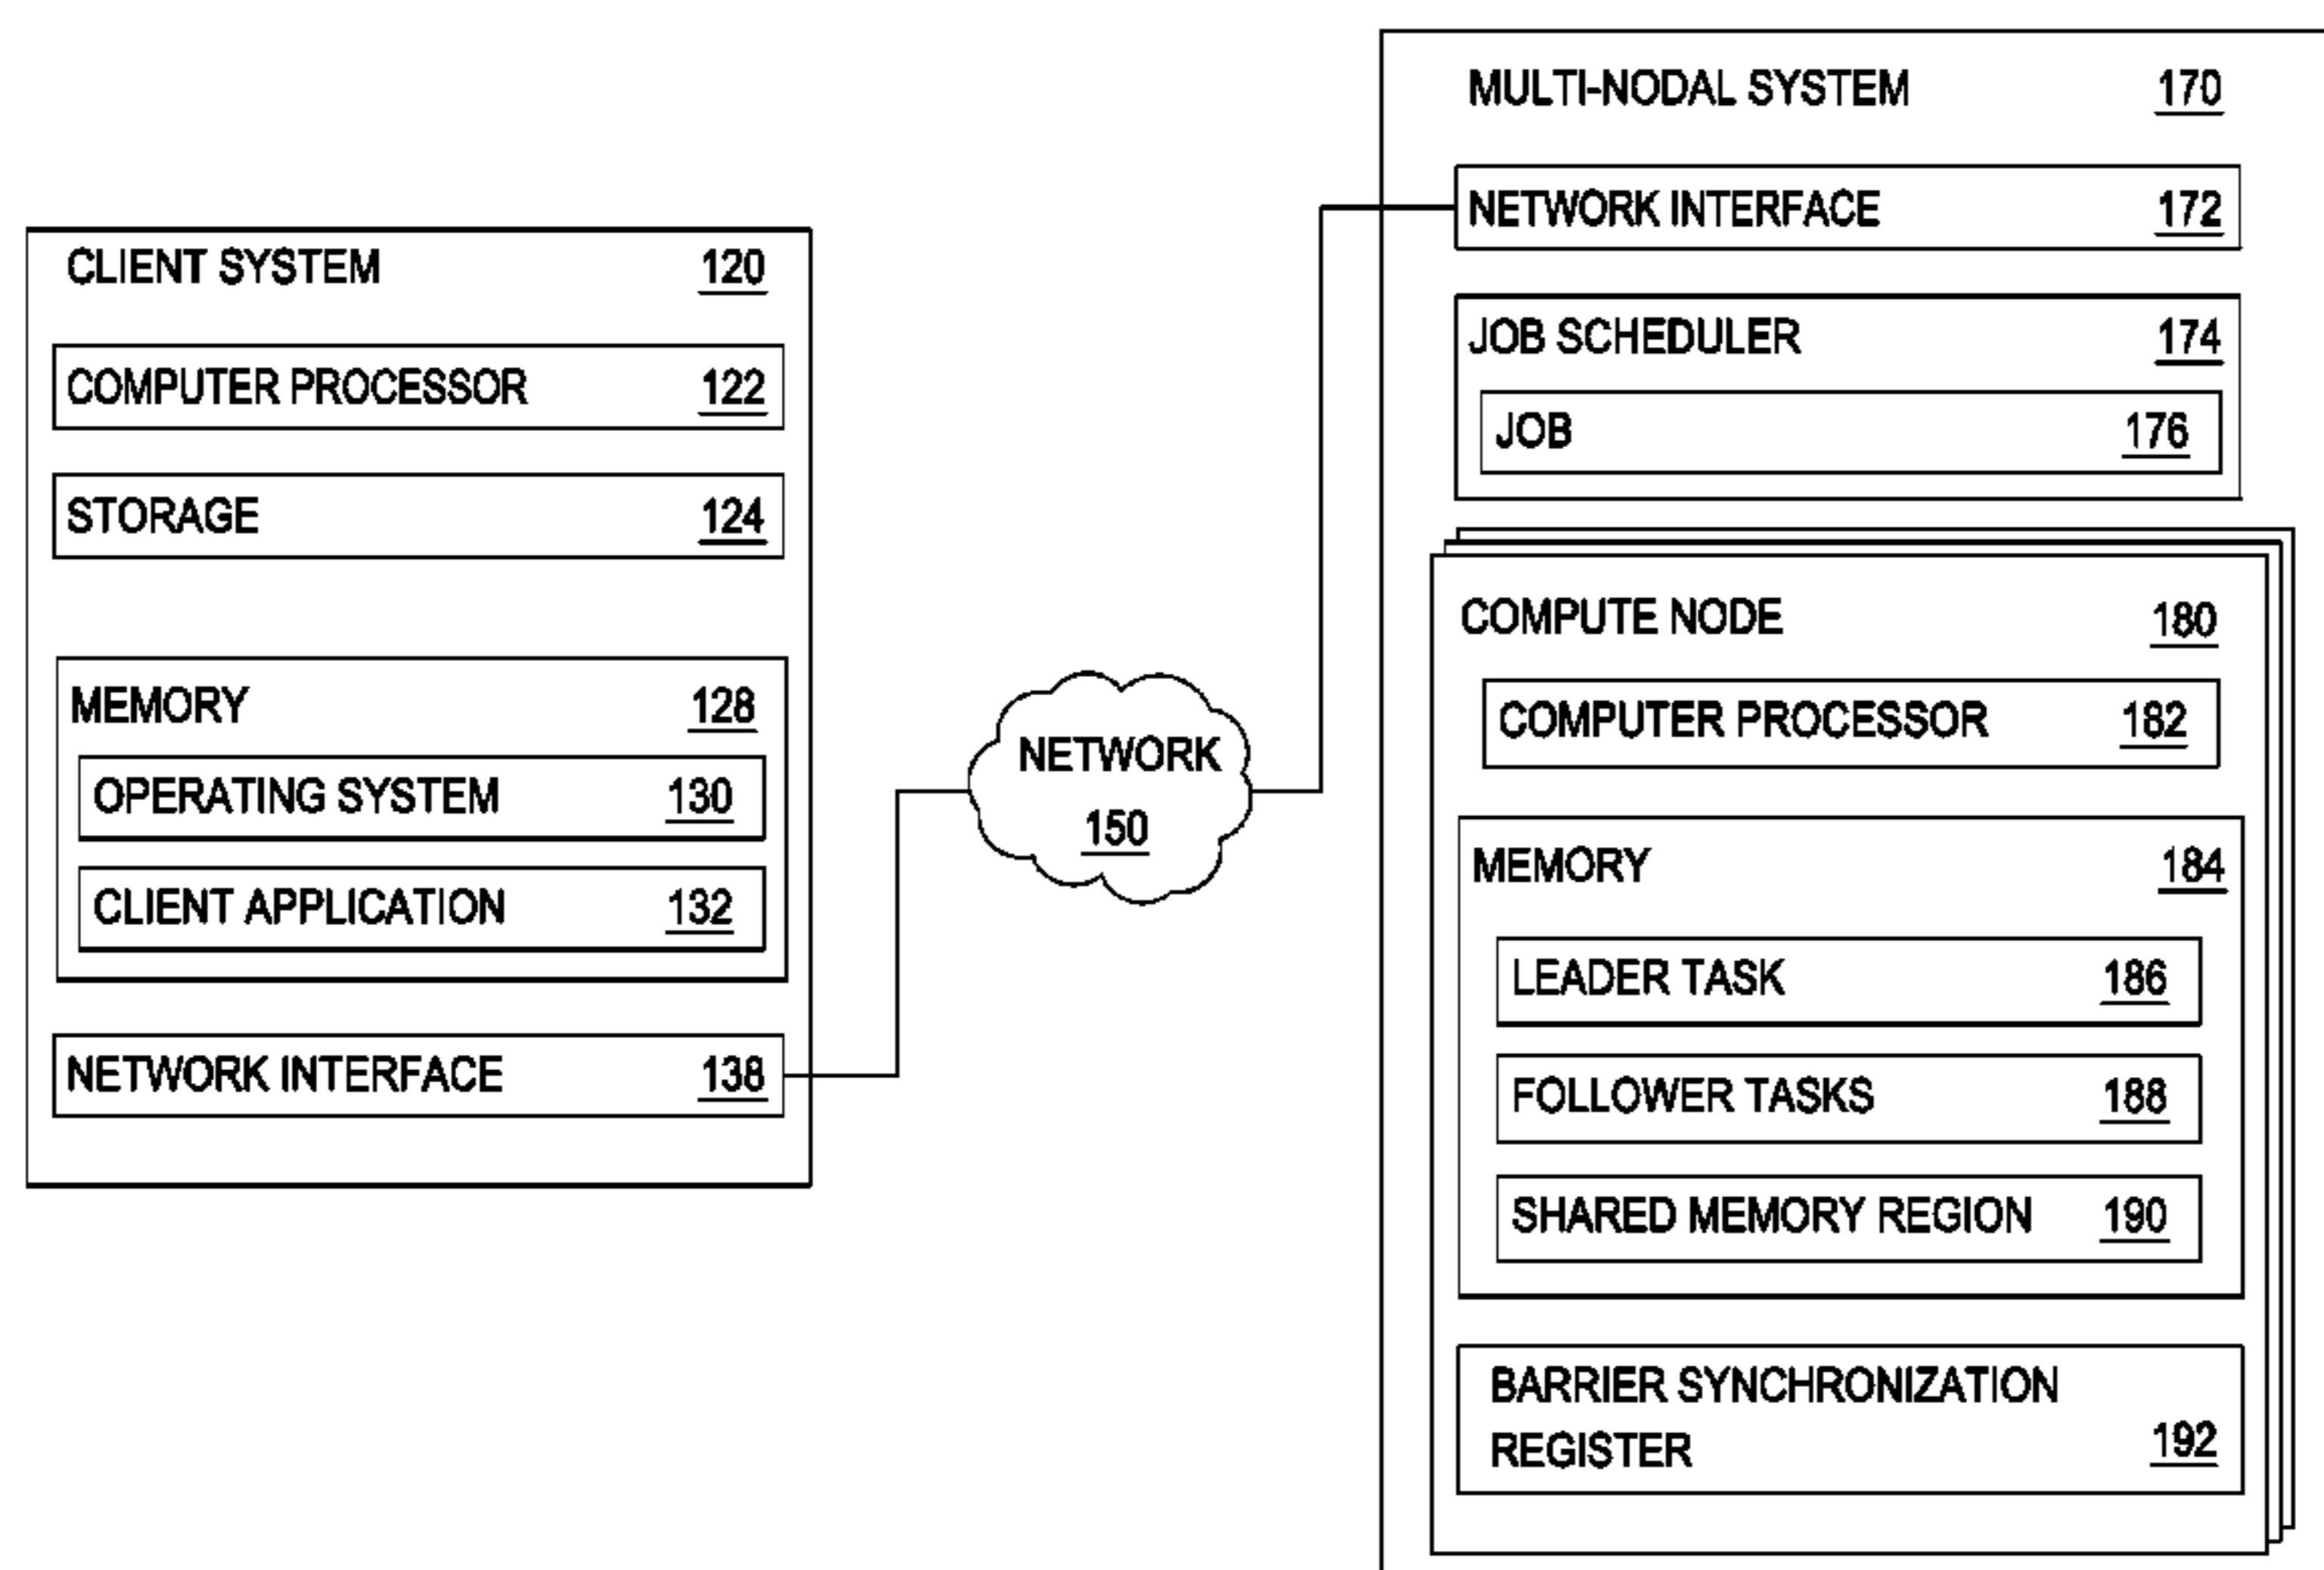 CLIENT SYSTEM 120
COMPUTER PROCESSOR 122
STORAGE 124
MEMORY 128
OPERATING SYSTEM 130
CLIENT APPLICATION 132
NETWORK INTERFACE 138
NETWORK
150
MULTI-NODAL SYSTEM 170
NETWORK INTERFACE 172
JOB SCHEDULER 174
JOB 176
COMPUTE NODE 180
COMPUTER PROCESSOR 182
MEMORY 184
LEADER TASK 186
FOLLOWER TASKS 188
SHARED MEMORY REGION 190
BARRIER SYNCHRONIZATION
REGISTER 192